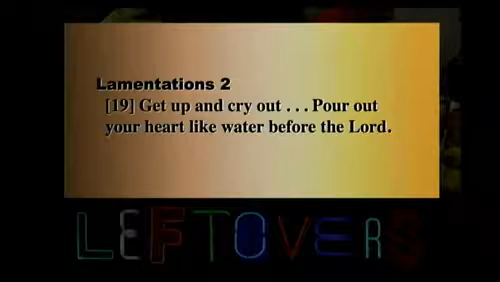 Lamentations 2
[19] Get up and cry out . . . Pour out
your heart like water before the Lord.
LEFTOVERS